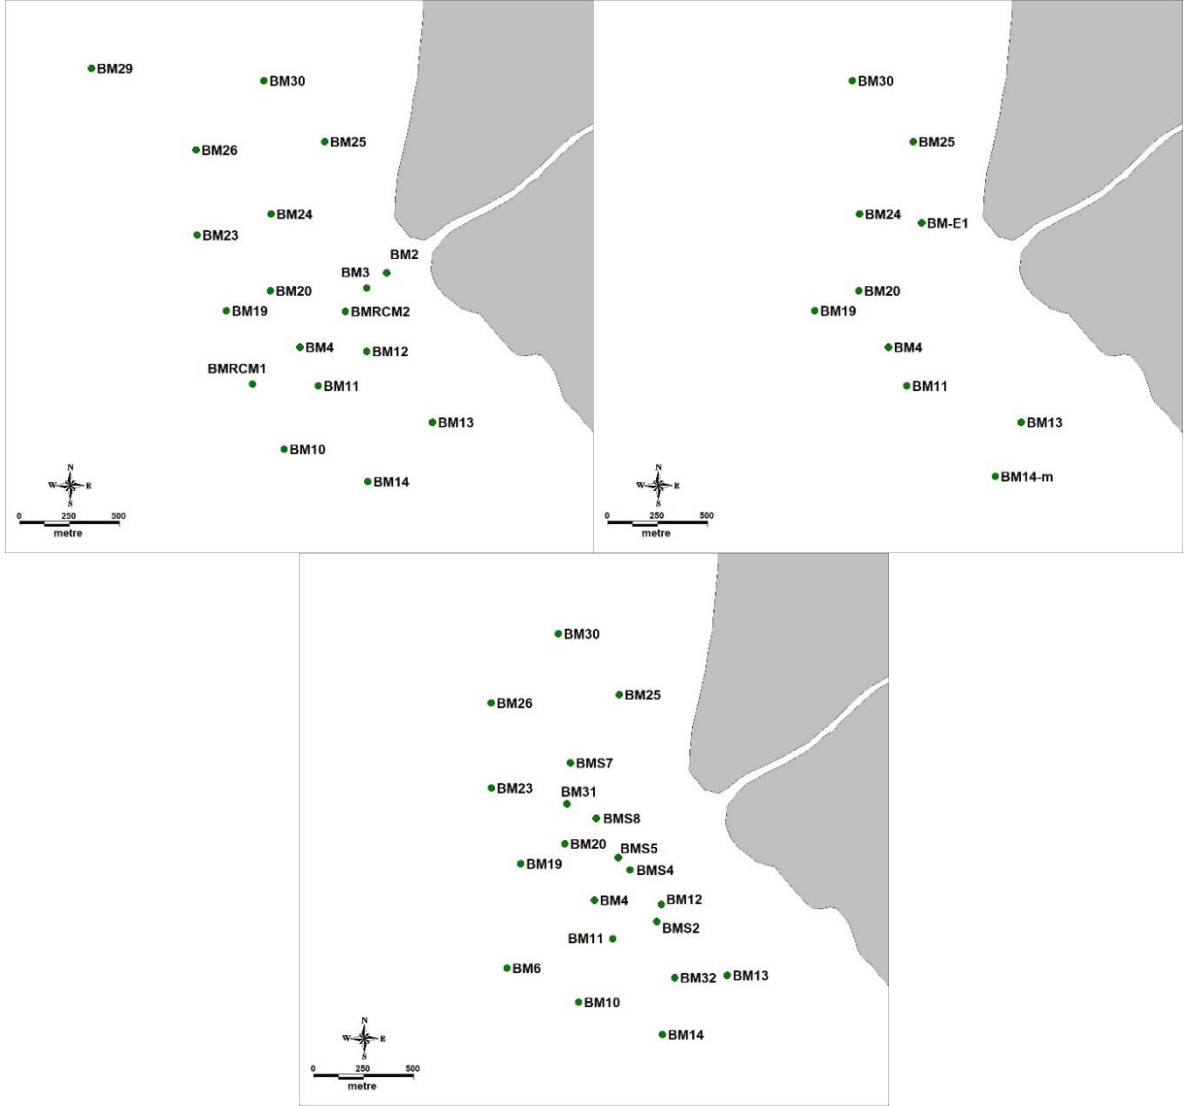 BM29
BM30
BM25
BM26
BM24
BM23
BM2
BM3
BM20
BM19
BMRCM2
BM4
BM12
BMRCM1
BM11
BM13
BM10
BM14
N
W E
S
0 250 500
metre
BM30
BM25
BM24
BM-E1
BM20
BM19
BM4
BM11
BM13
BM14-m
N
W E
S
0 250 500
metre
BM30
BM25
BM26
BMS7
BM23
BM31
BMS8
BM20
BMS5
BM19
BMS4
BM4
BM12
BMS2
BM11
BM6
BM32
BM13
BM10
BM14
N
W E
S
0 250 500
metre